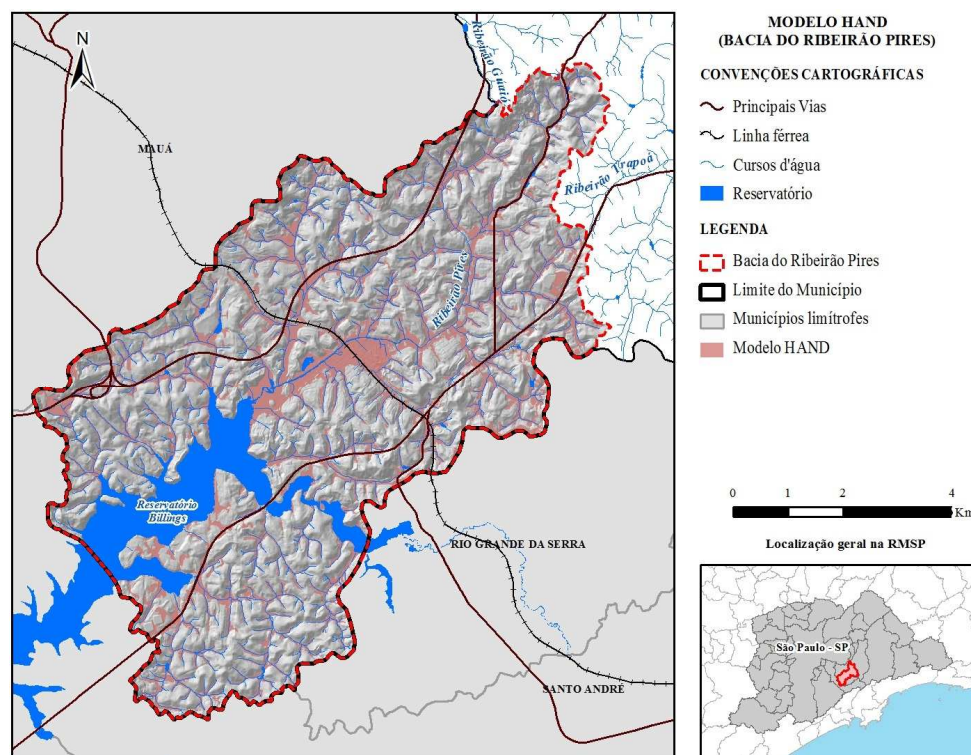 N
MAUÁ
Ribeirão Guaió
Ribeirão Trapoá
Ribeirão Pires
Reservatório
Billings
RIO GRANDE DA SERRA
SANTO ANDRÉ
MODELO HAND
(BACIA DO RIBEIRÃO PIRES)
CONVENÇÕES CARTOGRÁFICAS
Principais Vias
Linha férrea
Cursos d'água
Reservatório
LEGENDA
Bacia do Ribeirão Pires
Limite do Município
Municípios limítrofes
Modelo HAND
0 1 2 4
Km
Localização geral na RMSP
São Paulo - SP